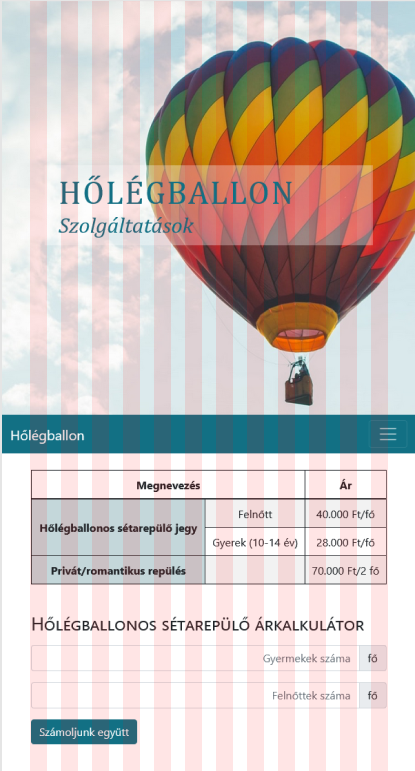 HŐLÉGBALLON
Szolgáltatások
Hőlégballon
Megnevezés Ár
Hőlégballonos sétarepülő jegy Felnőtt 40.000 Ft/fő
Gyerek (10-14 év) 28.000 Ft/fő
Privát/romantikus repülés 70.000 Ft/2 fő
Hőlégballonos sétarepülő árkalkulátor
Gyermekek száma fő
Felnőttek száma fő
Számoljunk együtt